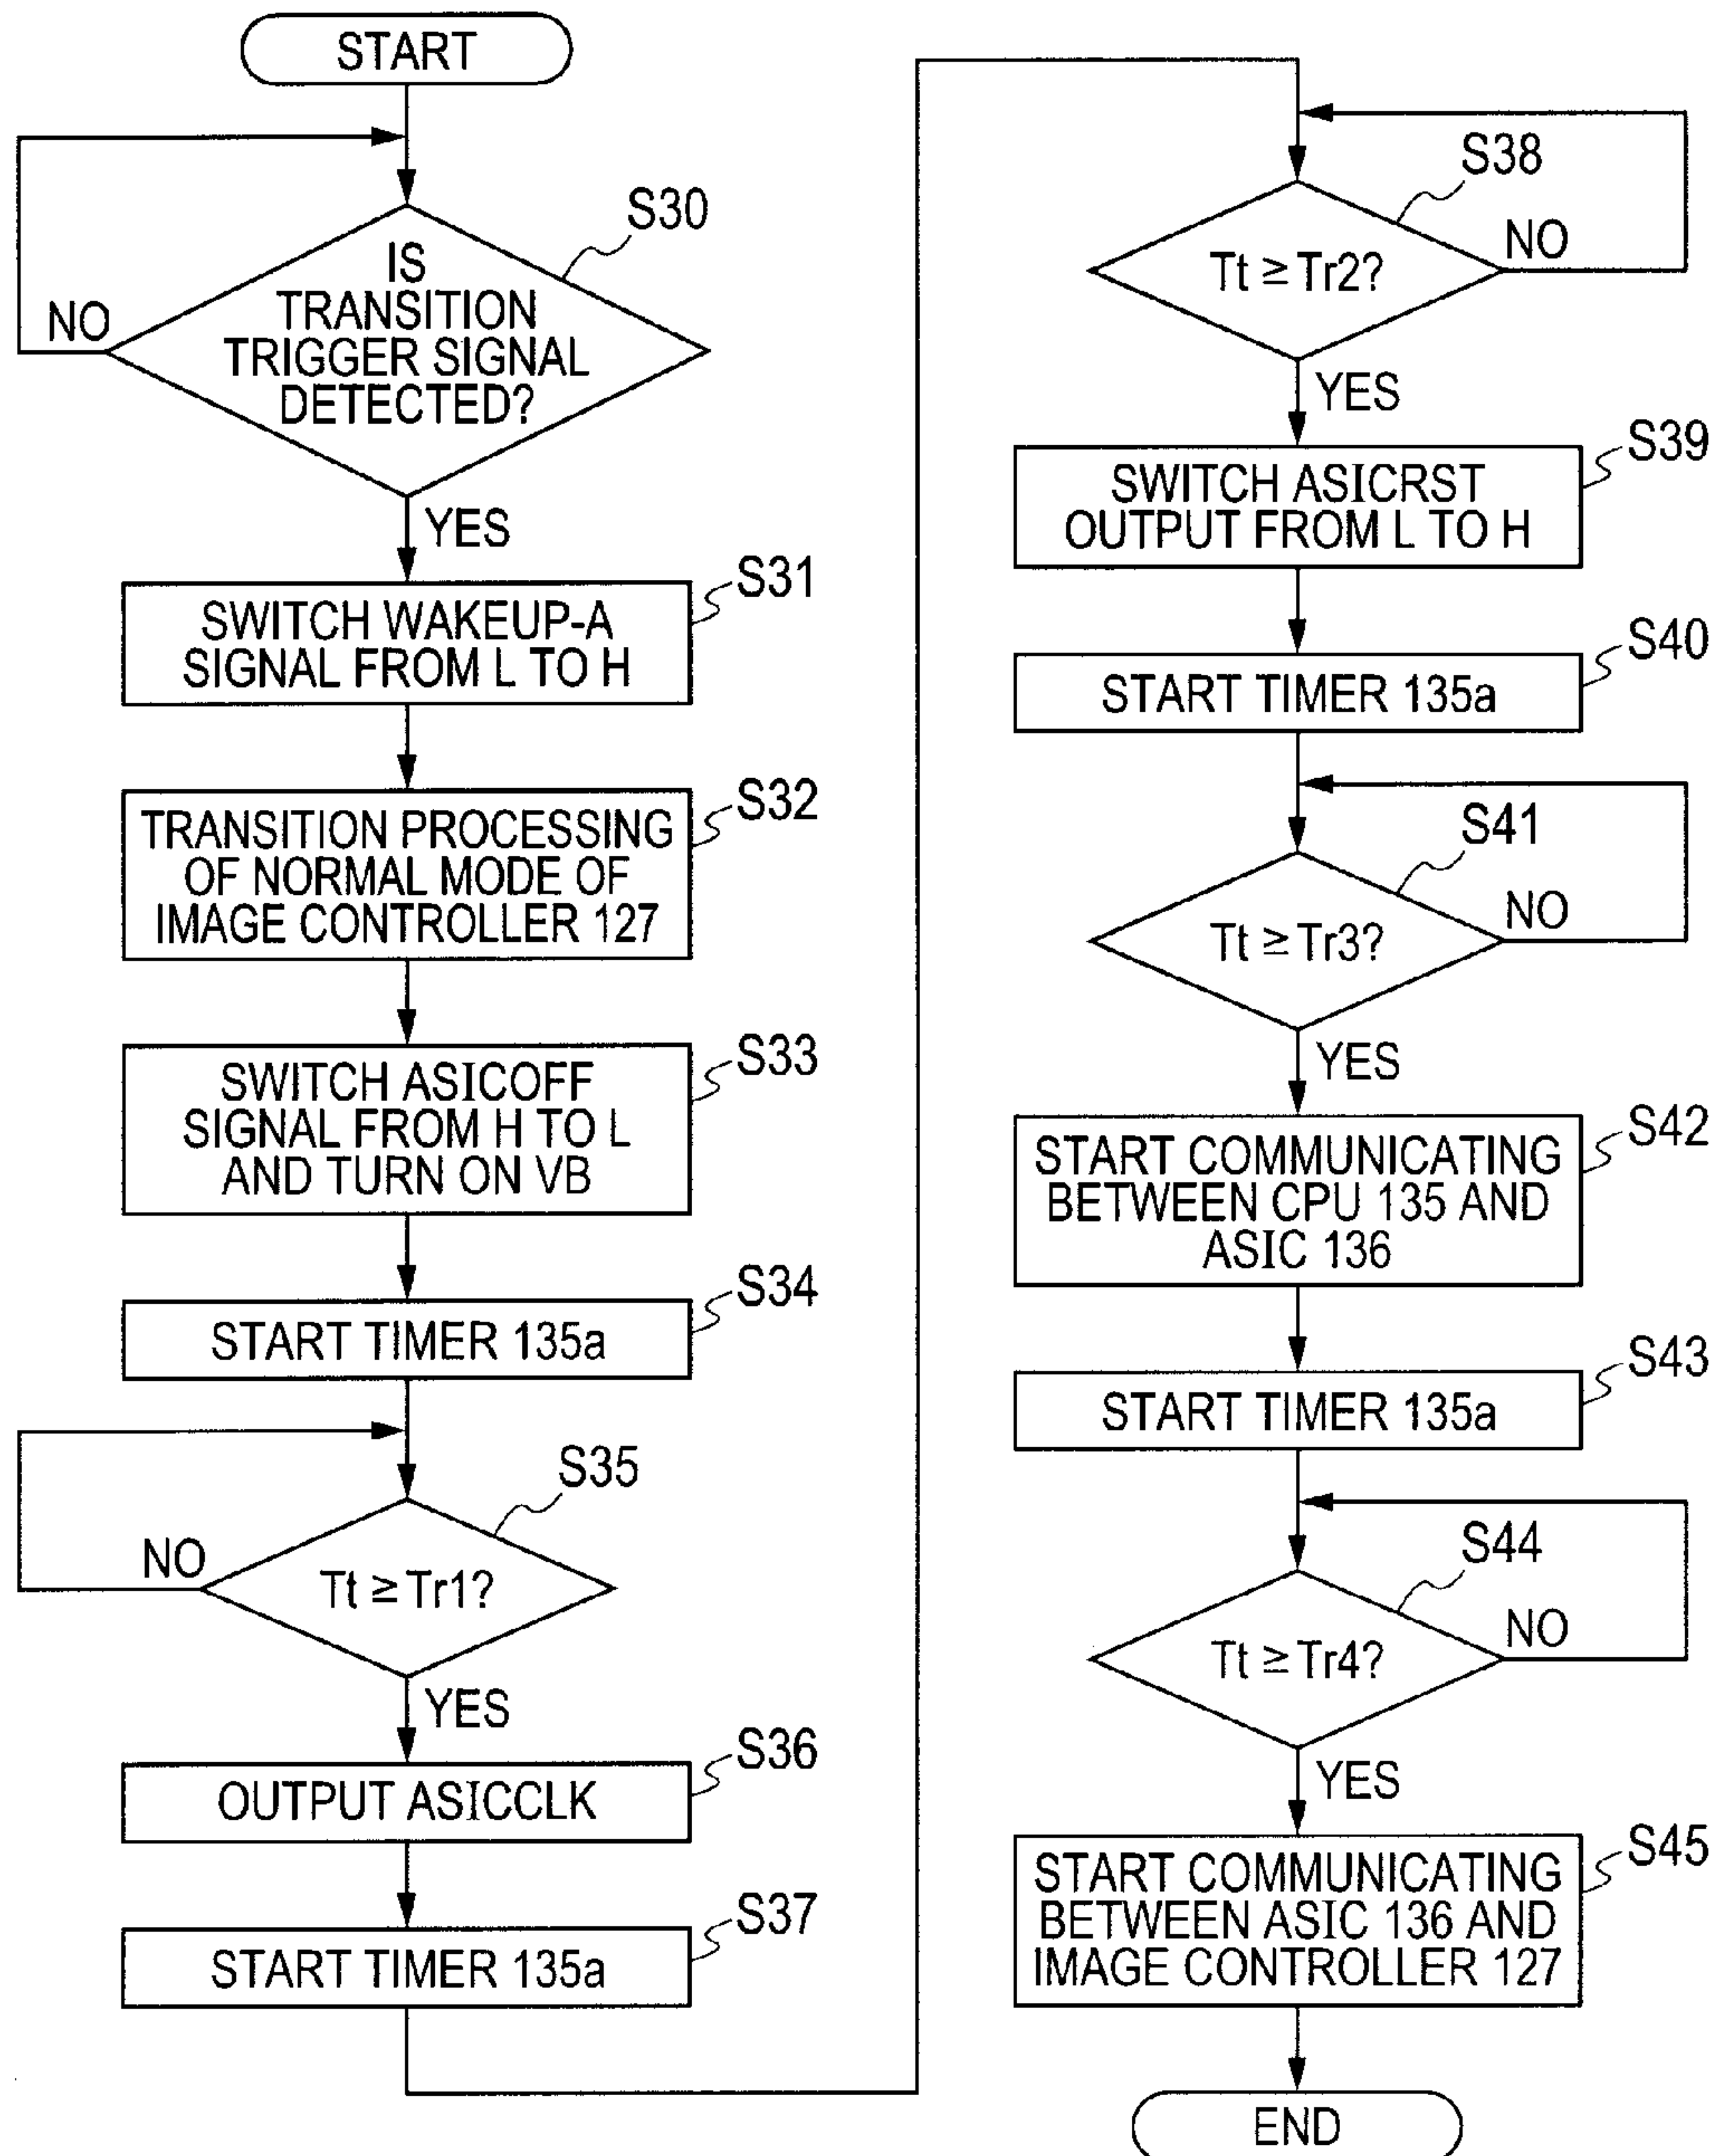 START
S30
IS
TRANSITION
TRIGGER SIGNAL
DETECTED?
NO
YES
S31
SWITCH WAKEUP-A
SIGNAL FROM L TO H
S32
TRANSITION PROCESSING
OF NORMAL MODE OF
IMAGE CONTROLLER 127
S33
SWITCH ASICOFF
SIGNAL FROM H TO L
AND TURN ON VB
S34
START TIMER 135a
S35
NO
Tt ≥ Tr1?
YES
S36
OUTPUT ASICCLK
S37
START TIMER 135a
S38
Tt ≥ Tr2?
NO
YES
S39
SWITCH ASICRST
OUTPUT FROM L TO H
S40
START TIMER 135a
S41
Tt ≥ Tr3?
NO
YES
S42
START COMMUNICATING
BETWEEN CPU 135 AND
ASIC 136
S43
START TIMER 135a
S44
Tt ≥ Tr4?
NO
YES
S45
START COMMUNICATING
BETWEEN ASIC 136 AND
IMAGE CONTROLLER 127
END